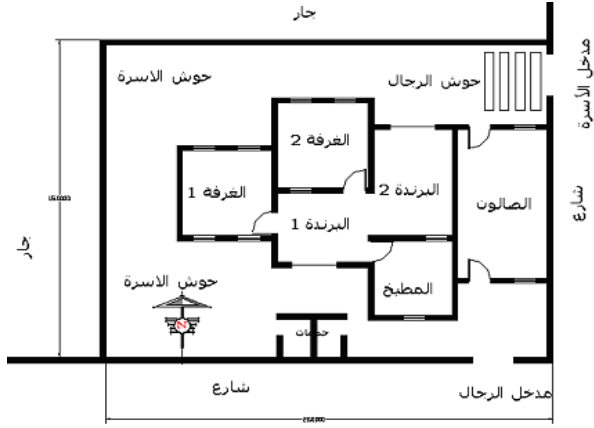 جار
مدخل الأسرة
حوش الاسرة
حوش الرجال
الغرفة 2
الغرفة 1
البرندة 2
الصالون
شارع
البرندة 1
جار
حوش الاسرة
المطبخ
N
شارع
مدخل الرجال